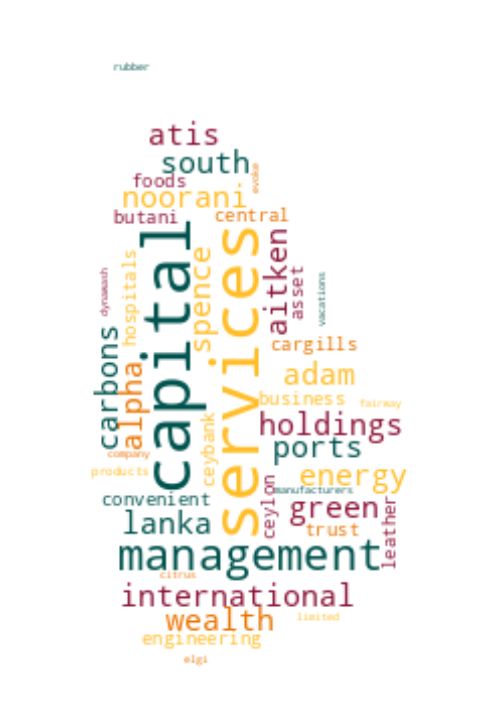 rubber
atis
south
evoke
foods
noorani
butani
central
capital
services
spence
hospitals
aitken
asset
dynawash
vacations
carbons
alpha
cargills
adam
business
fairway
holdings
ceybank
ports
company
products
energy
ceylon
manufacturers
convenient
green
leather
lanka
trust
management
citrus
international
wealth
limited
engineering
elgi